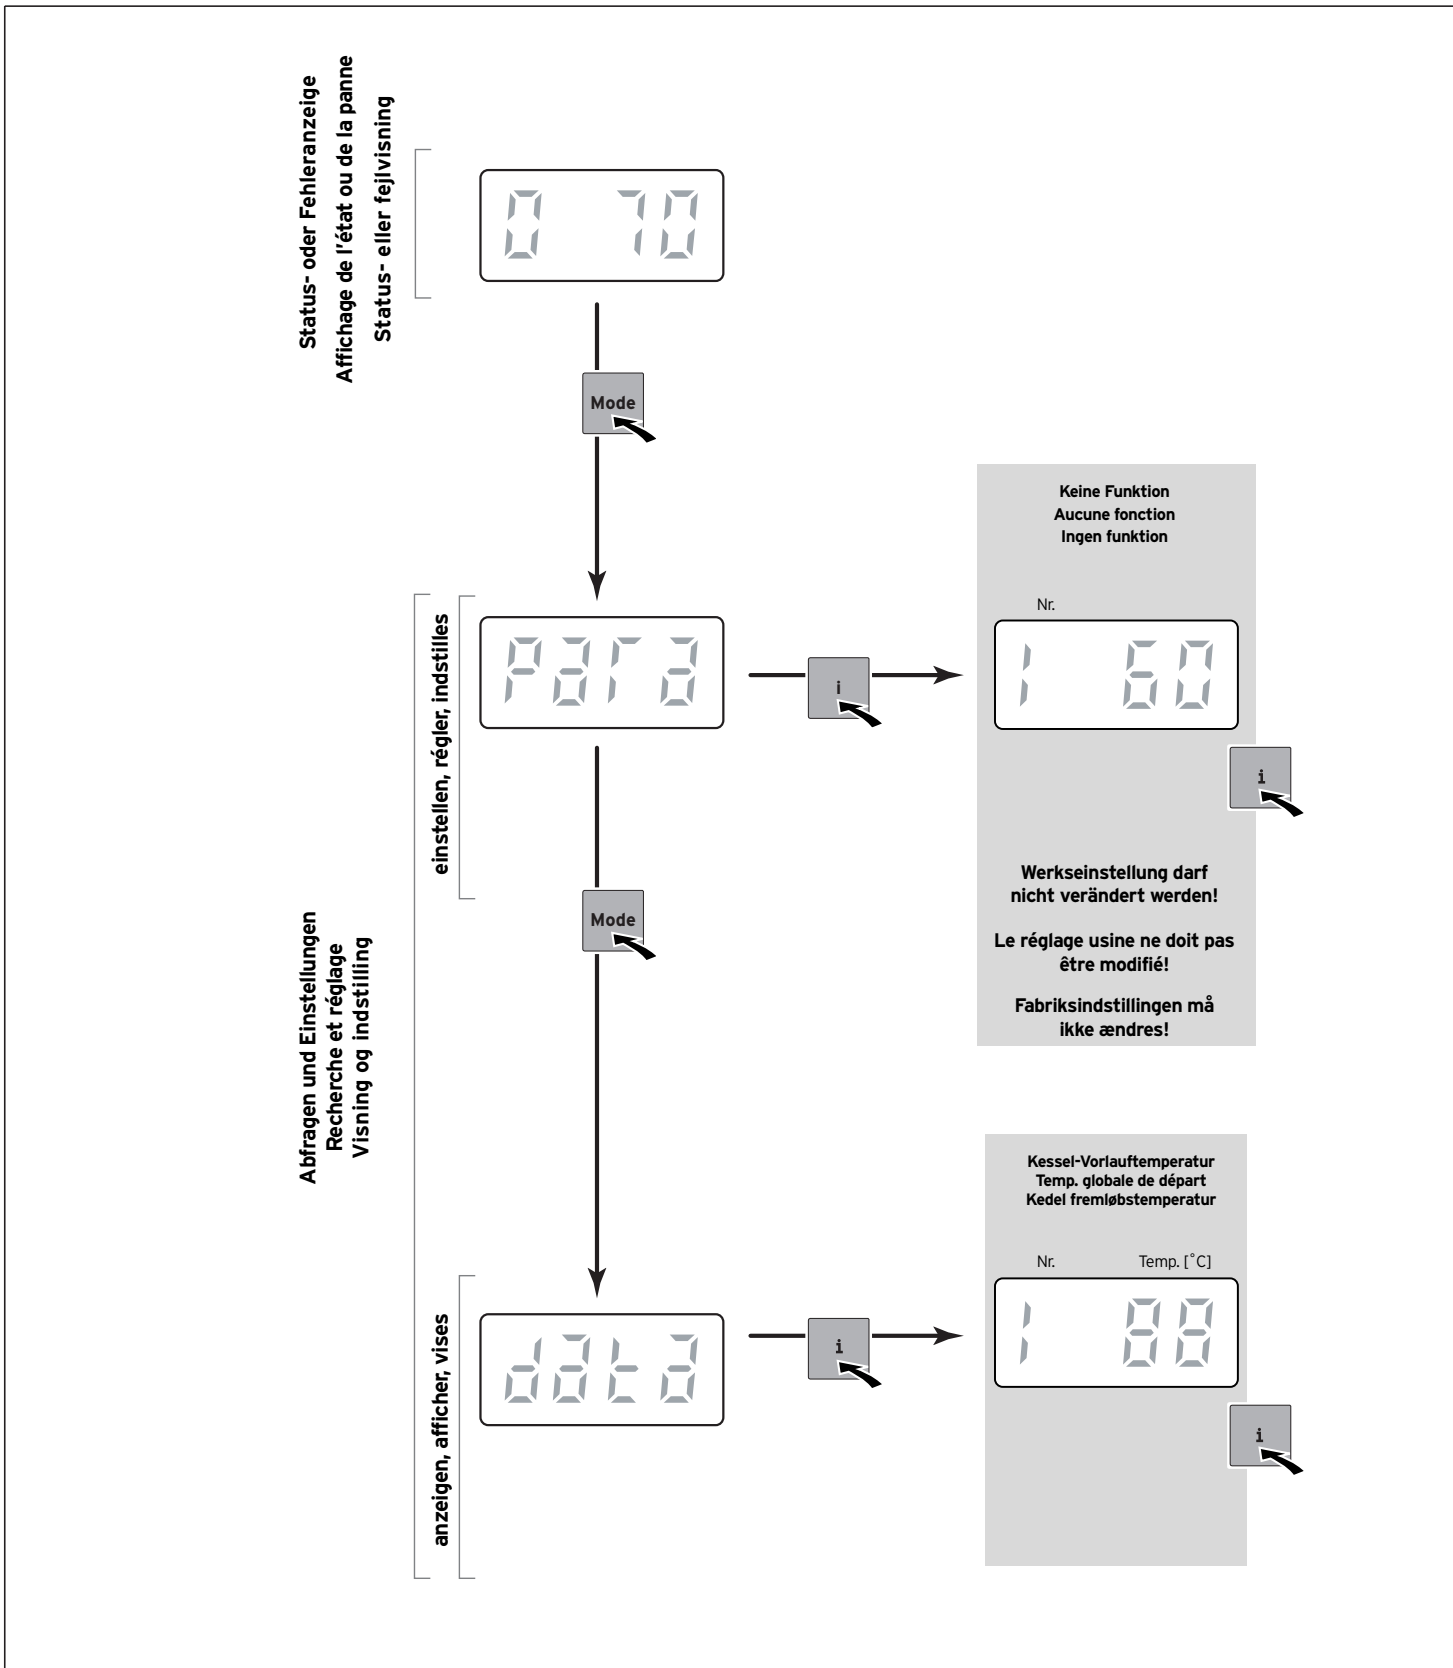 Status- oder Fehleranzeige
Affichage de l'état ou de la panne
Status- eller fejlvisning
0 70
Mode
Abfragen und Einstellungen
Recherche et réglage
Visning og indstilling
einstellen, régler, indstilles
Para
i
Keine Funktion
Aucune fonction
Ingen funktion
Nr.
1 60
i
Werkseinstellung darf
nicht verändert werden!
Le réglage usine ne doit pas
être modifié!
Fabriksindstillingen må
ikke ændres!
Mode
anzeigen, afficher, vises
data
i
Kessel-Vorlauftemperatur
Temp. globale de départ
Kedel fremløbstemperatur
Nr. Temp. [°C]
1 88
i